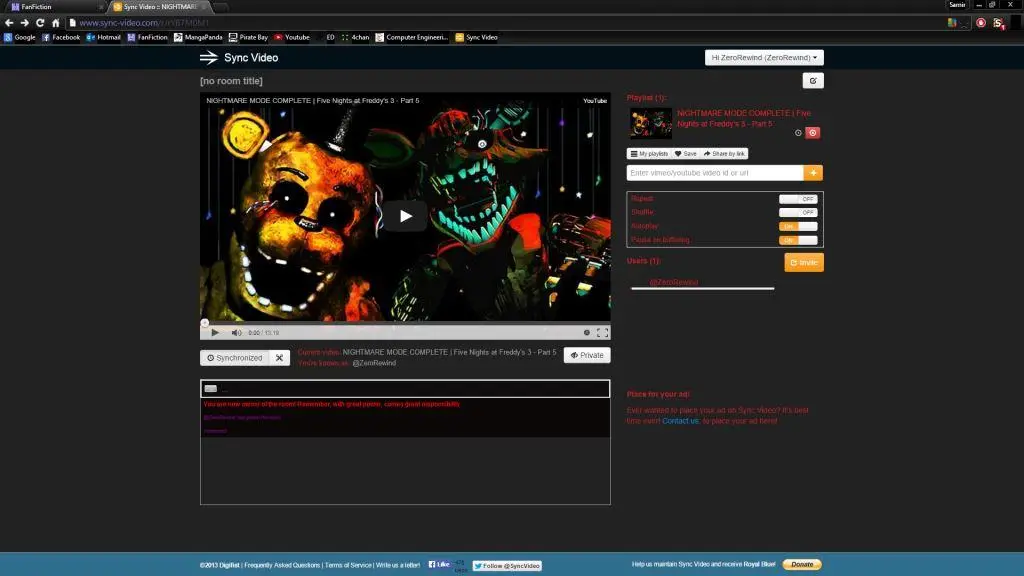 FanFiction
Sync Video :: NIGHTMARE
Samir
www.sync-video.com/
Google Facebook Hotmail FanFiction MangaPanda Pirate Bay Youtube ED 4chan Computer Engineeri... Sync Video
Sync Video
Hi ZeroRewind (ZeroRewind)
[no room title]
NIGHTMARE MODE COMPLETE | Five Nights at Freddy's 3 - Part 5
YouTube
0:00 / 13:19
Synchronized
Current video: NIGHTMARE MODE COMPLETE | Five Nights at Freddy's 3 - Part 5
You're known as: @ZeroRewind
Private
...
You are now owner of the room! Remember, with great power, comes great responsibility
Playlist (1):
NIGHTMARE MODE COMPLETE | Five
Nights at Freddy's 3 - Part 5
My playlists Save Share by link
Enter vimeo/youtube video id or url
+
Repeat OFF
Shuffle OFF
Autoplay ON
Pause on buffering ON
Users (1):
Invite
@ZeroRewind
Place for your ad!
Ever wanted to place your ad on Sync Video? It's best
time ever! Contact us, to place your ad here!
©2013 Digifist | Frequently Asked Questions | Terms of Service | Write us a letter!
Like
Follow @SyncVideo
Help us maintain Sync Video and receive Royal Blue!
Donate